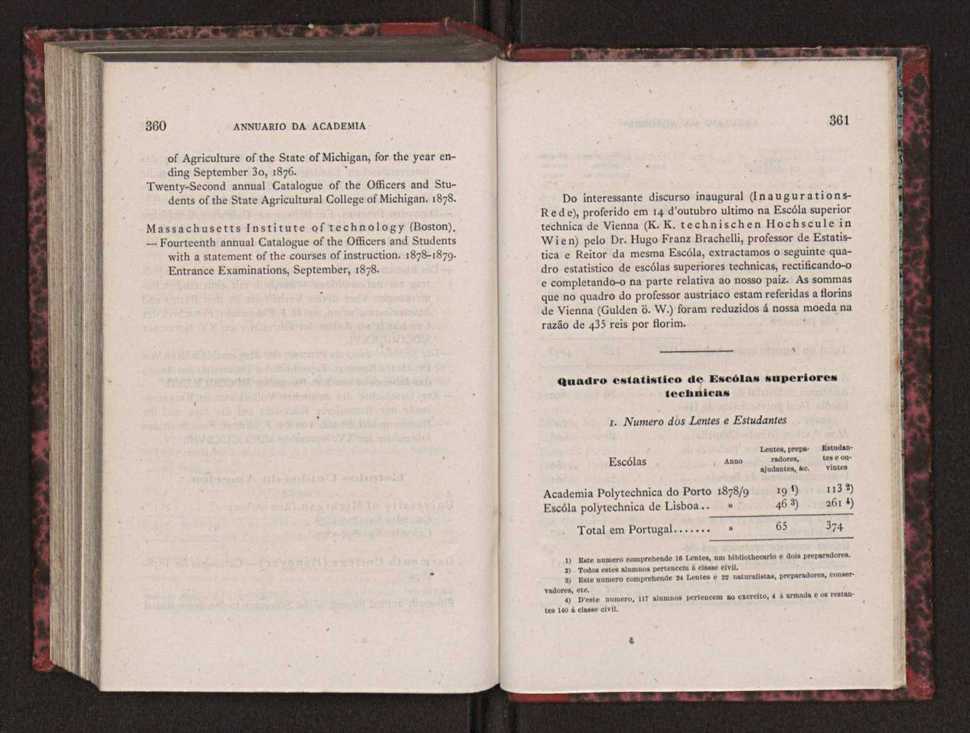 360 ANNUARIO DA ACADEMIA
of Agriculture of the State of Michigan, for the year en-
ding September 30, 1876.
Twenty-Second annual Catalogue of the Officers and Stu-
dents of the State Agricultural College of Michigan. 1878.
Massachusetts Institute of technology (Boston).
— Fourteenth annual Catalogue of the Officers and Students
with a statement of the courses of instruction. 1878-1879.
Entrance Examinations, September, 1878.
361
Do interessante discurso inaugural (Inaugurations-
Rede), proferido em 14 d'outubro ultimo na Escóla superior
technica de Vienna (K. K. technischen Hochscule in
Wien) pelo Dr. Hugo Franz Brachelli, professor de Estatis-
tica e Reitor da mesma Escóla, extractamos o seguinte qua-
dro estatistico de escólas superiores technicas, rectificando-o
e completando-o na parte relativa ao nosso paiz. As sommas
que no quadro do professor austriaco estam referidas a florins
de Vienna (Gulden ö. W.) foram reduzidos á nossa moeda na
razão de 435 reis por florim.
Quadro estatistico de Escólas superiores
technicas
1. Numero dos Lentes e Estudantes
Escólas Anno Lentes, prepa- Estudan-
radores, tes e ou-
ajudantes, &c. vintes
Academia Polytechnica do Porto 1878/9 19 1) 113 2)
Escóla polytechnica de Lisboa.. » 46 3) 261 4)
Total em Portugal....... » 65 374
1) Este numero comprehende 16 Lentes, um bibliothecario e dois preparadores.
2) Todos estes alumnos pertencem á classe civil.
3) Este numero comprehende 24 Lentes e 22 naturalistas, preparadores, conser-
vadores, etc.
4) D'este numero, 117 alumnos pertencem ao exercito, 4 á armada e os restan-
tes 140 á classe civil.